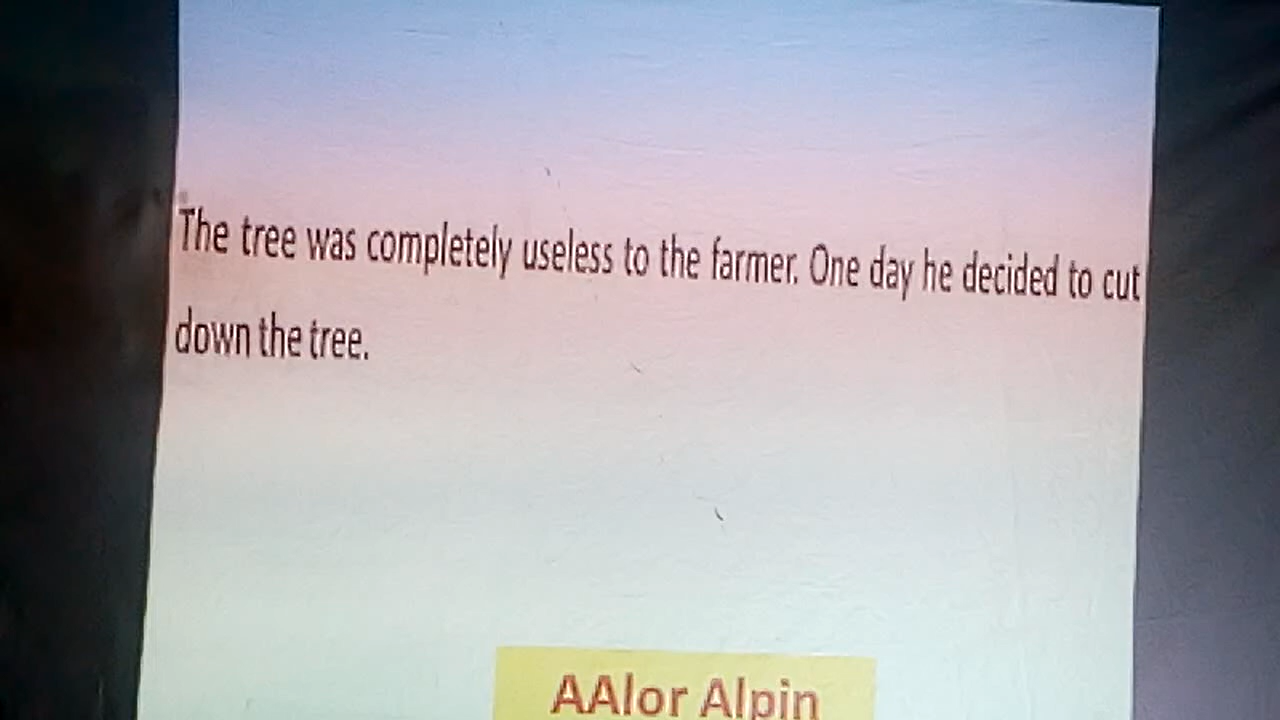 The tree was completely useless to the farmer. One day he decided to cut
down the tree.
AAlor Alpin